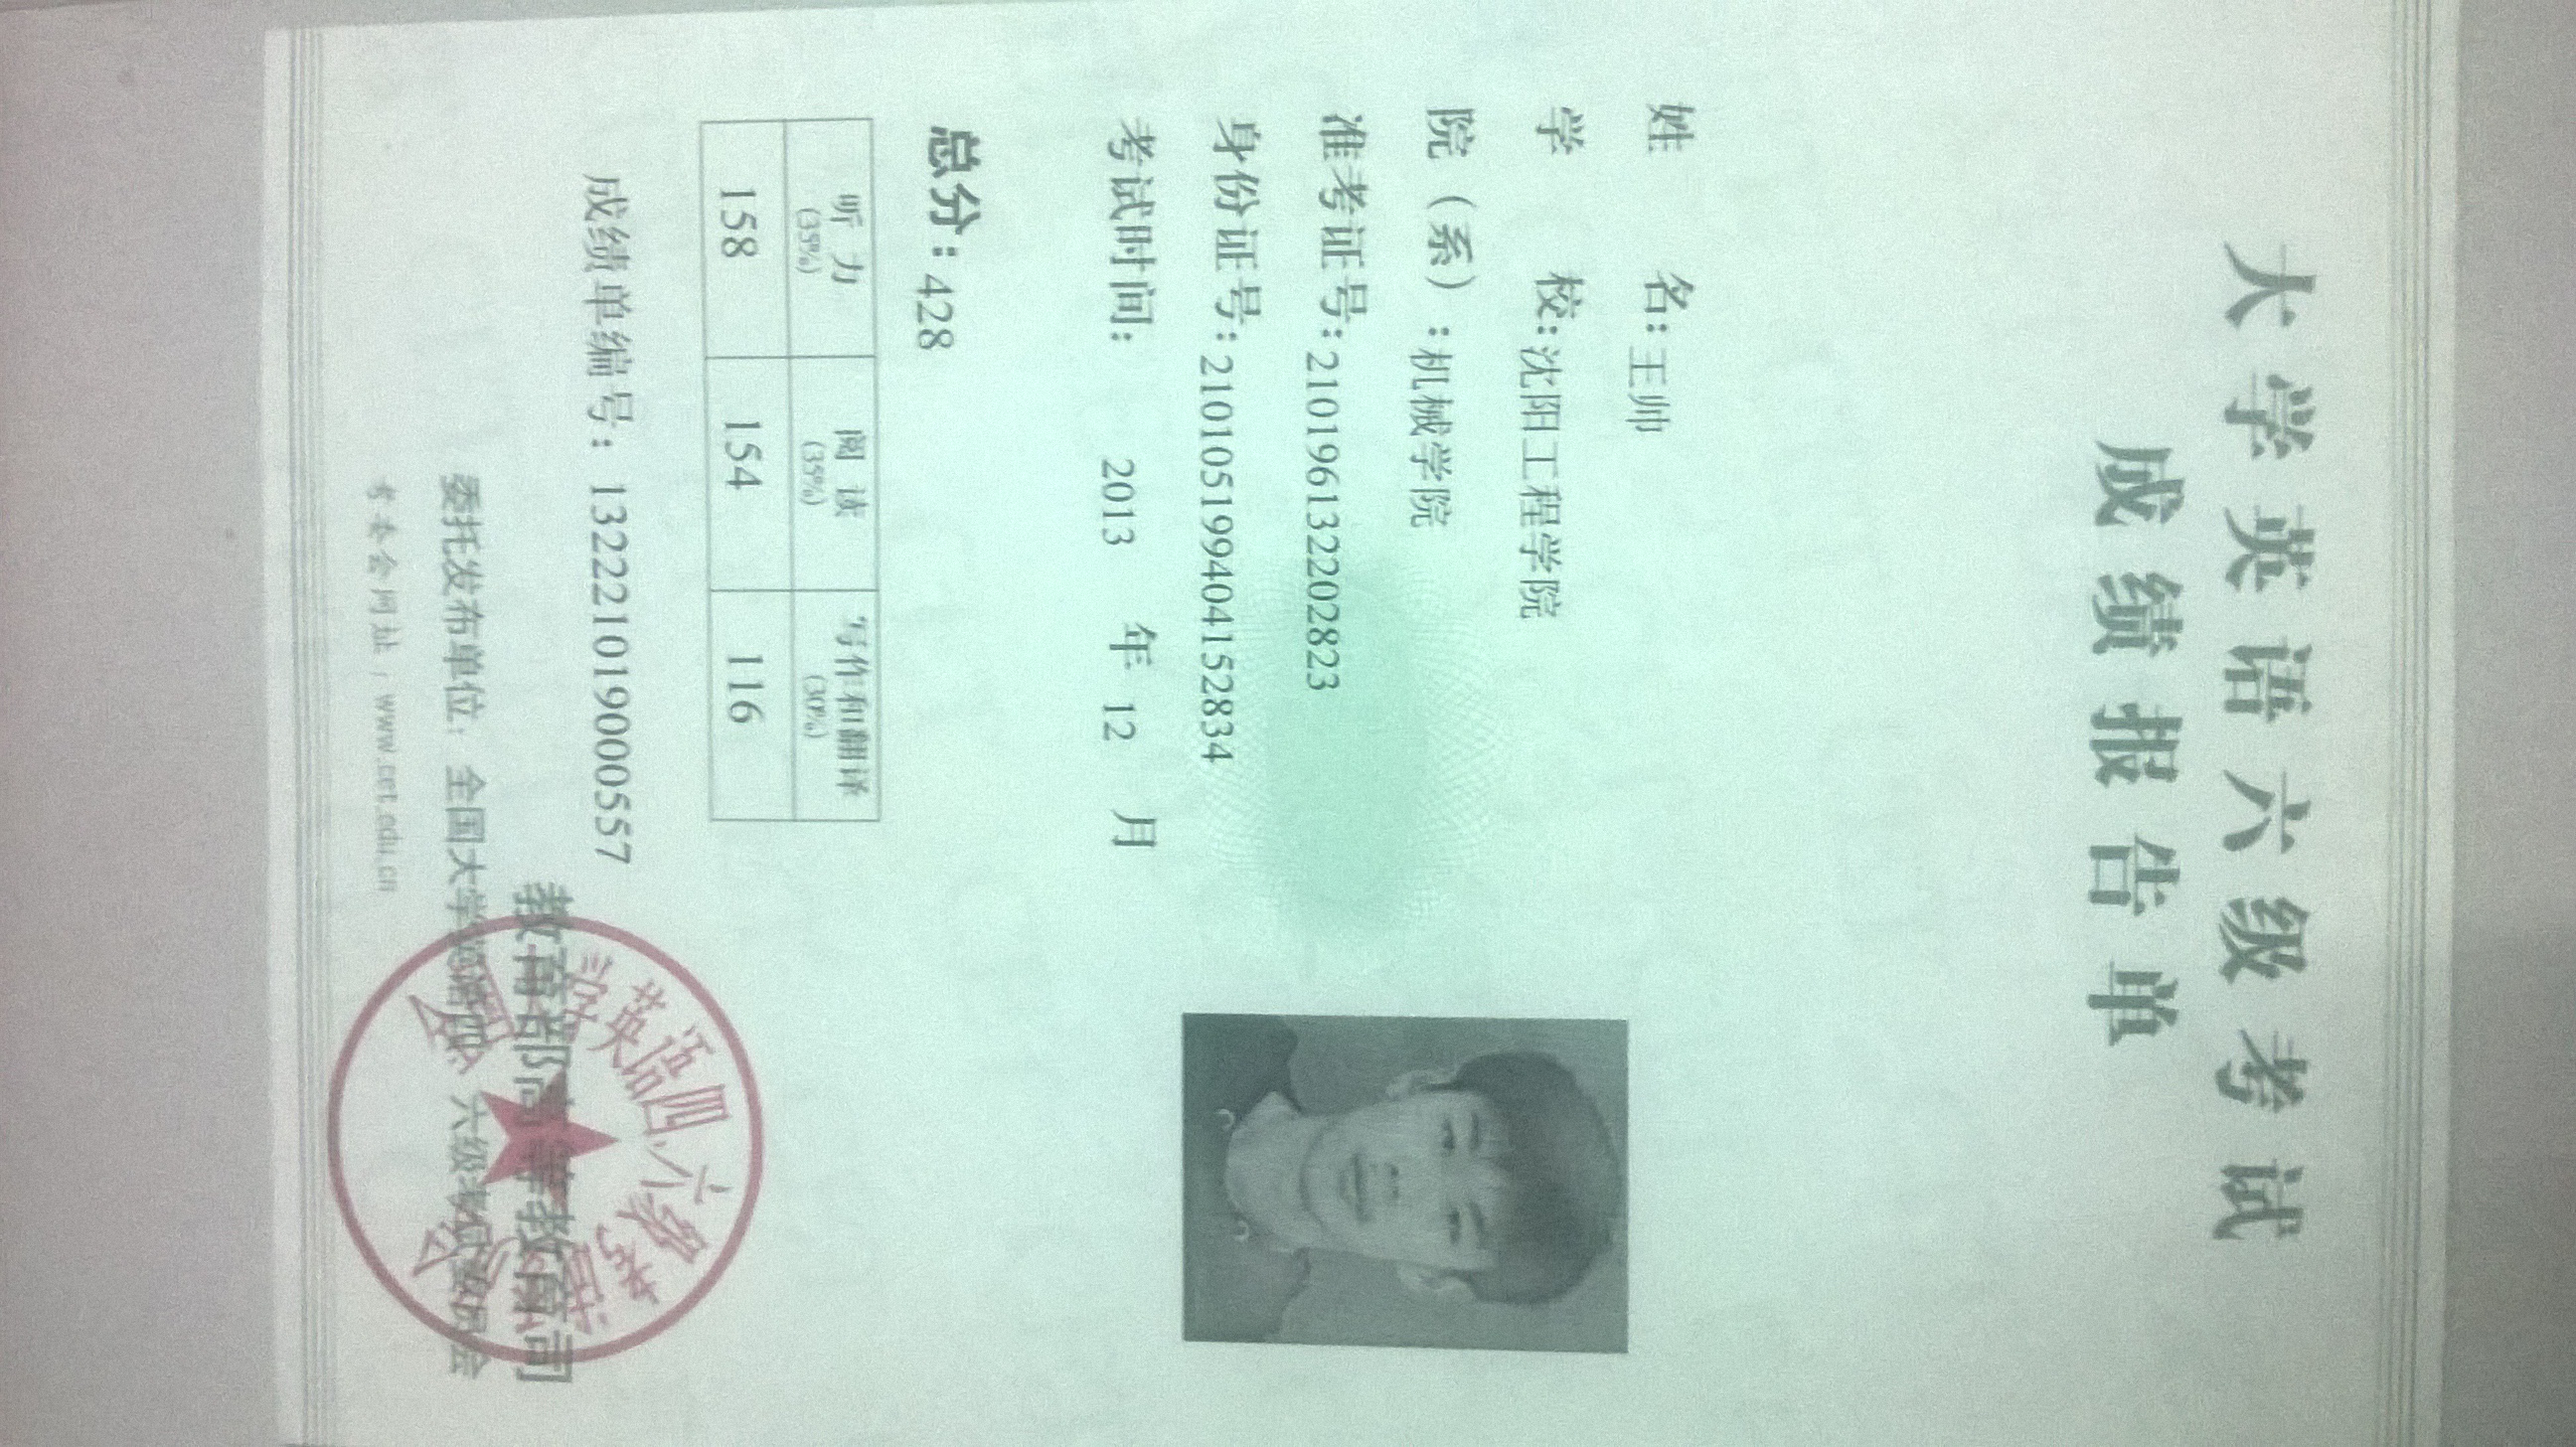 大学英语六级考试
成绩报告单
姓 名：王帅
学 校：沈阳工程学院
院（系）：机械学院
准考证号：210196132202823
身份证号：210105199404152834
考试时间： 2013 年 12 月
总分：428
听 力 阅 读 写作和翻译
(35%) (35%) (30%)
158 154 116
成绩单编号：132221019000557
教育部高等教育司
委托发布单位：全国大学英语四、六级考试委员会
考委会网址：www.cet.edu.cn
全国大学英语四六级考试委员会